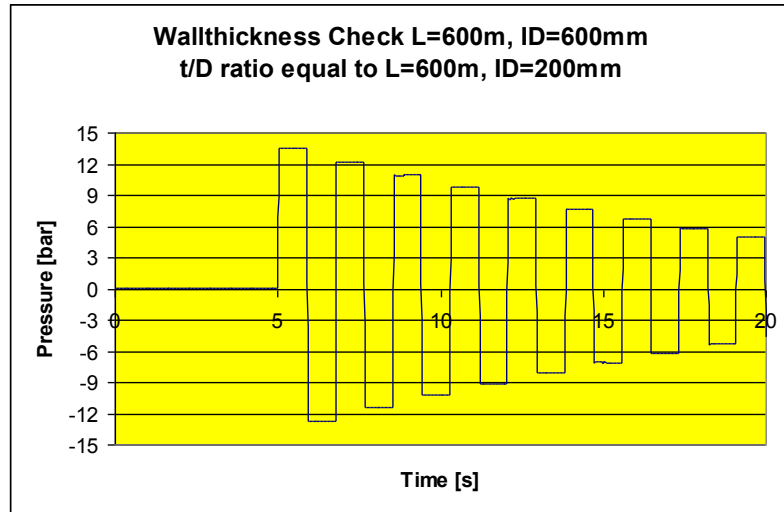 Wallthickness Check L=600m, ID=600mm
t/D ratio equal to L=600m, ID=200mm
Pressure [bar]
15
12
9
6
3
0
-3
-6
-9
-12
-15
0 5 10 15 20
Time [s]